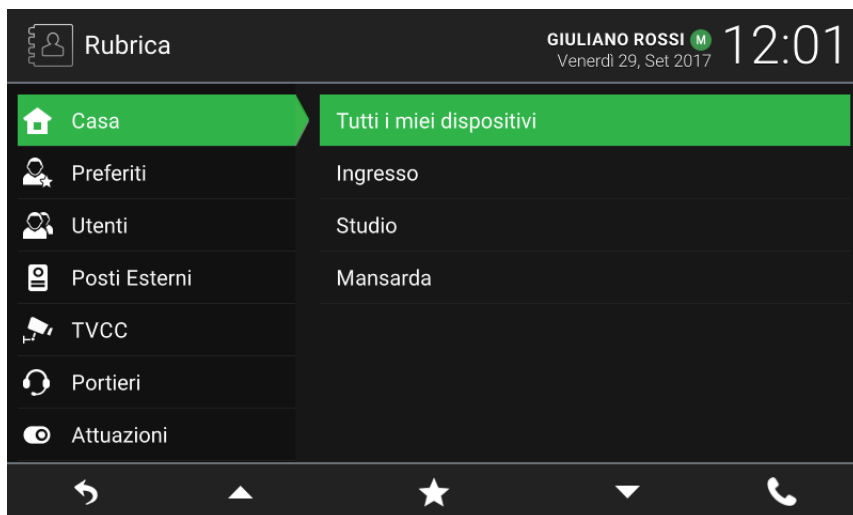 Rubrica
GIULIANO ROSSI M
Venerdì 29, Set 2017
12:01
Casa
Preferiti
Utenti
Posti Esterni
TVCC
Portieri
Attuazioni
Tutti i miei dispositivi
Ingresso
Studio
Mansarda